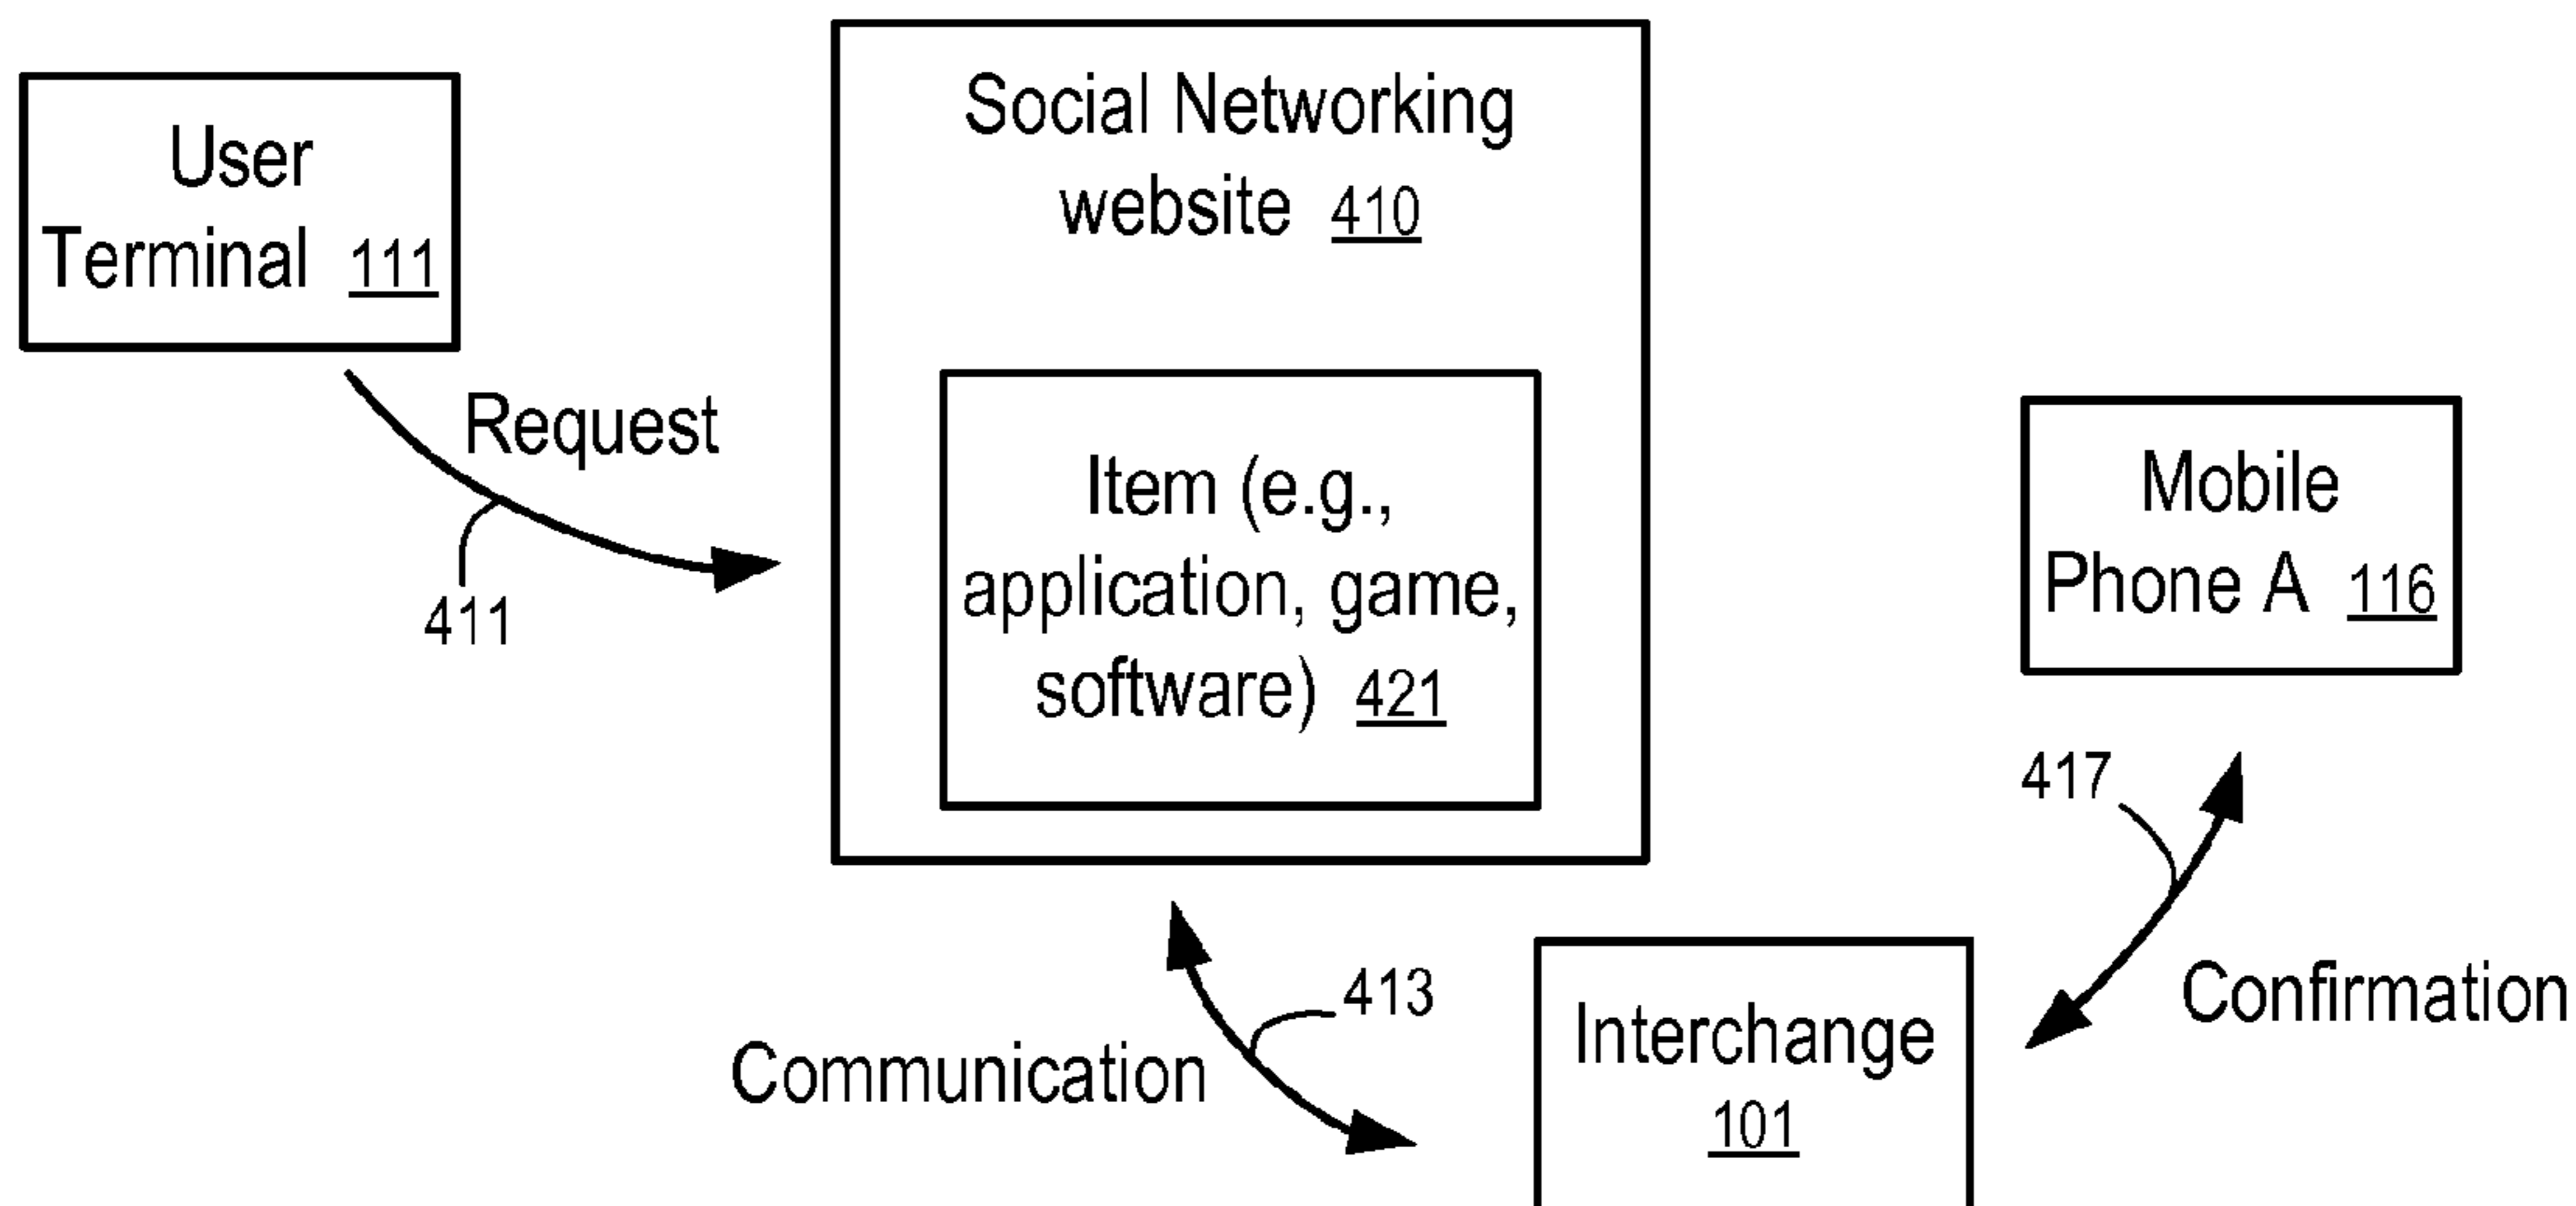 User
Terminal 111
Request
411
Social Networking
website 410
Item (e.g.,
application, game,
software) 421
Mobile
Phone A 116
417
Confirmation
413
Communication
Interchange
101